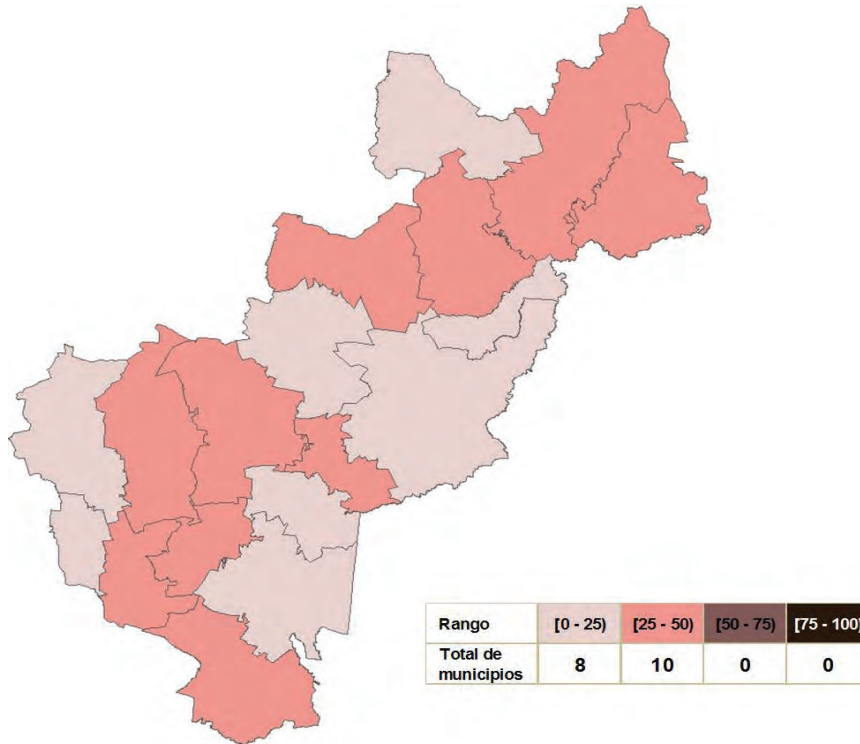 Rango [0 - 25) [25 - 50) [50 - 75) [75 - 100)
Total de municipios 8 10 0 0